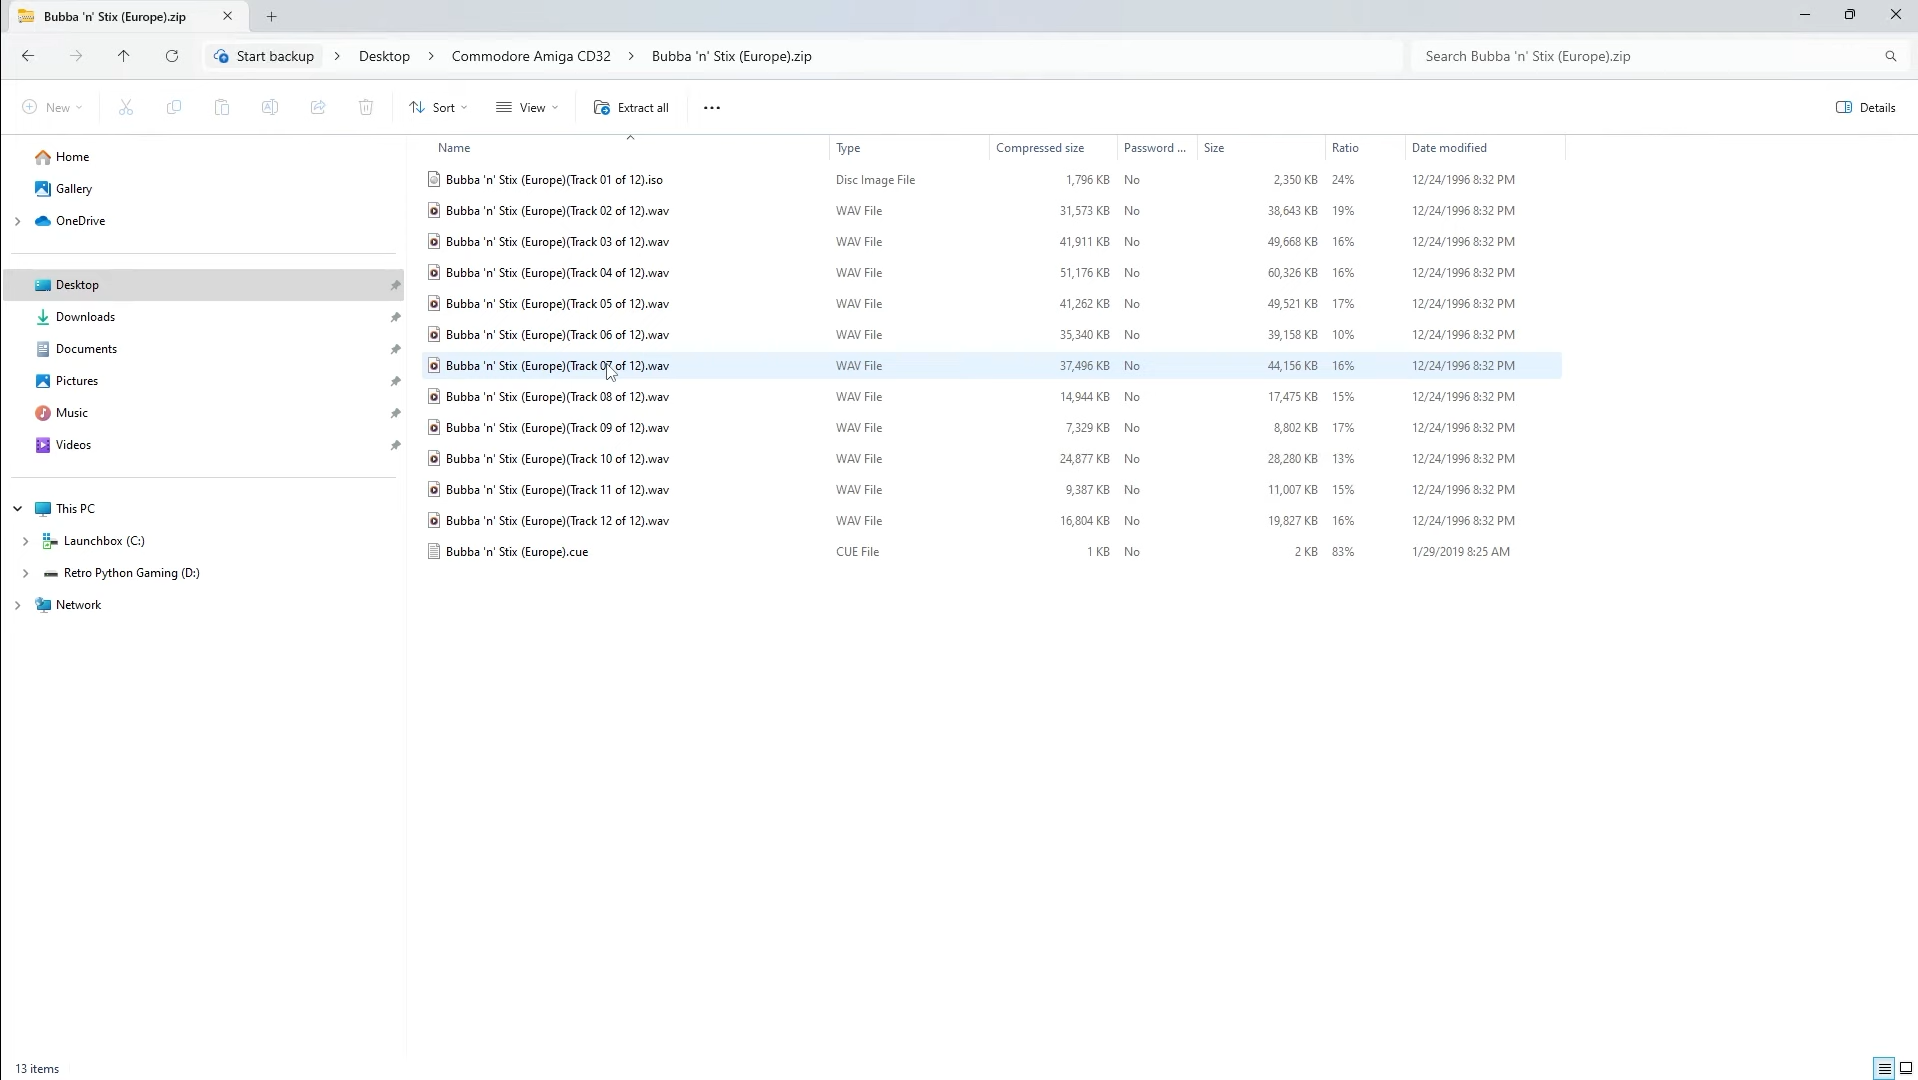 Bubba 'n' Stix (Europe).zip
Start backup > Desktop > Commodore Amiga CD32 > Bubba 'n' Stix (Europe).zip
Search Bubba 'n' Stix (Europe).zip
New Sort View Extract all ... Details
Home
Gallery
OneDrive
Desktop
Downloads
Documents
Pictures
Music
Videos
This PC
Launchbox (C:)
Retro Python Gaming (D:)
Network
Name Type Compressed size Password ... Size Ratio Date modified
Bubba 'n' Stix (Europe)(Track 01 of 12).iso Disc Image File 1,796 KB No 2,350 KB 24% 12/24/1996 8:32 PM
Bubba 'n' Stix (Europe)(Track 02 of 12).wav WAV File 31,573 KB No 38,643 KB 19% 12/24/1996 8:32 PM
Bubba 'n' Stix (Europe)(Track 03 of 12).wav WAV File 41,911 KB No 49,668 KB 16% 12/24/1996 8:32 PM
Bubba 'n' Stix (Europe)(Track 04 of 12).wav WAV File 51,176 KB No 60,326 KB 16% 12/24/1996 8:32 PM
Bubba 'n' Stix (Europe)(Track 05 of 12).wav WAV File 41,262 KB No 49,521 KB 17% 12/24/1996 8:32 PM
Bubba 'n' Stix (Europe)(Track 06 of 12).wav WAV File 35,340 KB No 39,158 KB 10% 12/24/1996 8:32 PM
Bubba 'n' Stix (Europe)(Track 07 of 12).wav WAV File 37,496 KB No 44,156 KB 16% 12/24/1996 8:32 PM
Bubba 'n' Stix (Europe)(Track 08 of 12).wav WAV File 14,944 KB No 17,475 KB 15% 12/24/1996 8:32 PM
Bubba 'n' Stix (Europe)(Track 09 of 12).wav WAV File 7,329 KB No 8,802 KB 17% 12/24/1996 8:32 PM
Bubba 'n' Stix (Europe)(Track 10 of 12).wav WAV File 24,877 KB No 28,280 KB 13% 12/24/1996 8:32 PM
Bubba 'n' Stix (Europe)(Track 11 of 12).wav WAV File 9,387 KB No 11,007 KB 15% 12/24/1996 8:32 PM
Bubba 'n' Stix (Europe)(Track 12 of 12).wav WAV File 16,804 KB No 19,827 KB 16% 12/24/1996 8:32 PM
Bubba 'n' Stix (Europe).cue CUE File 1 KB No 2 KB 83% 1/29/2019 8:25 AM
13 items